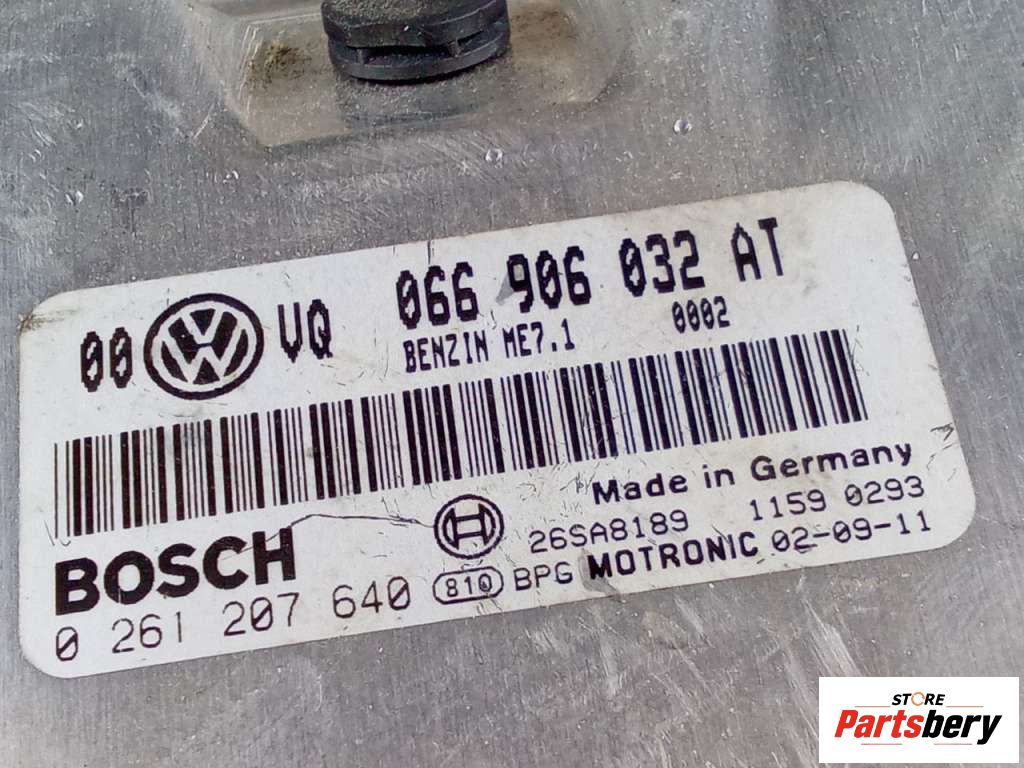 00 VW VQ 066 906 032 AT
BENZIN ME7.1 0002
Made in Germany
BOSCH 26SA8189 1159 0293
0 261 207 640 810 BPG MOTRONIC 02-09-11
STORE
Partsbery